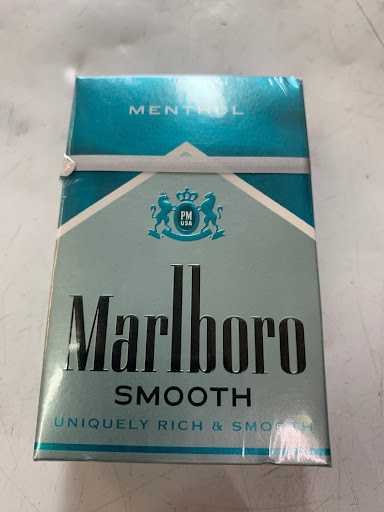 MENTHOL
PM
USA
Marlboro
SMOOTH
UNIQUELY RICH & SMOOTH